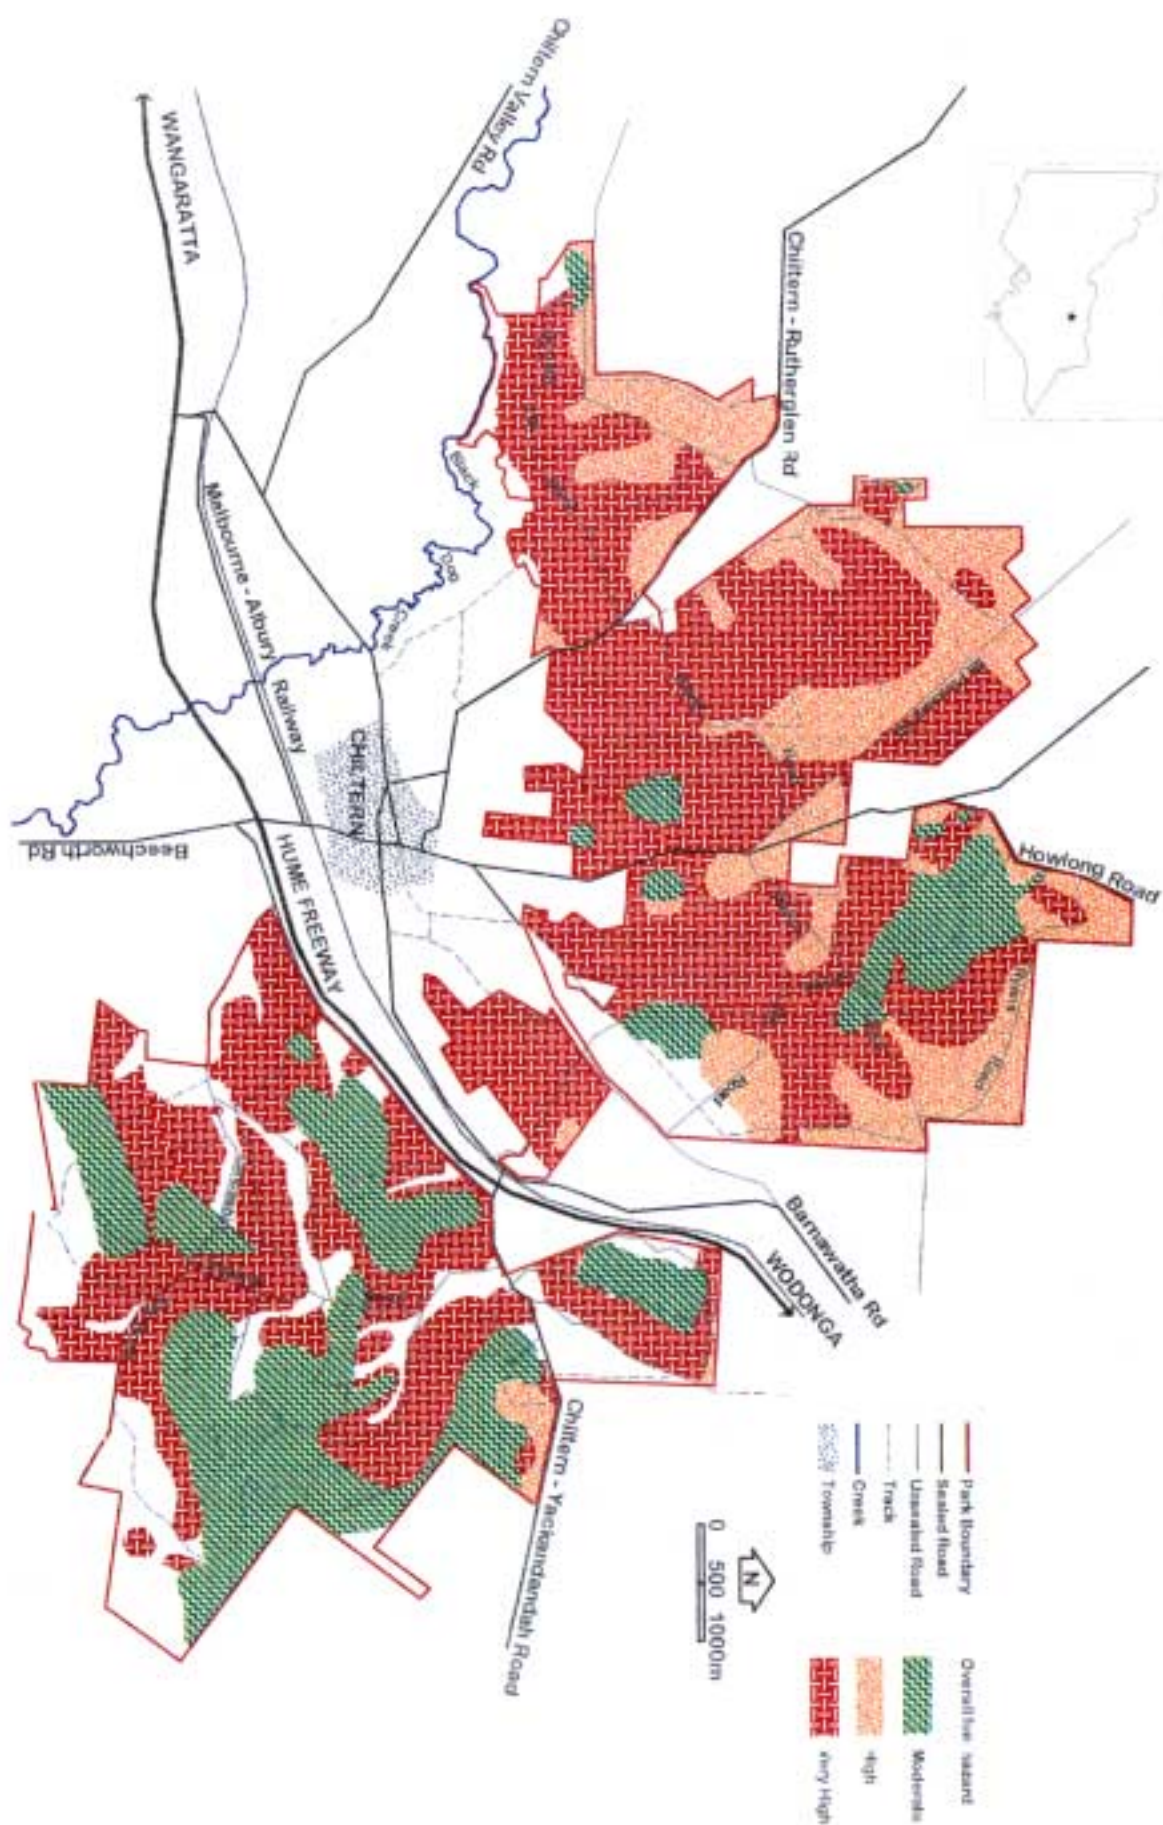 Chiltern Valley Rd
WANGARATTA
Chiltern - Rutherglen Rd
Black
Dog
Creek
Melbourne - Albury
Railway
CHILTERN
Beechworth Rd
HUME FREEWAY
Howlong Road
Road
Road
Barnawatha Rd
WODONGA
Chiltern - Yackandandah Road
Park Boundary
Sealed Road
Unsealed Road
Track
Creek
Township
0 500 1000m
N
Overall fire hazard
Moderate
High
Very High